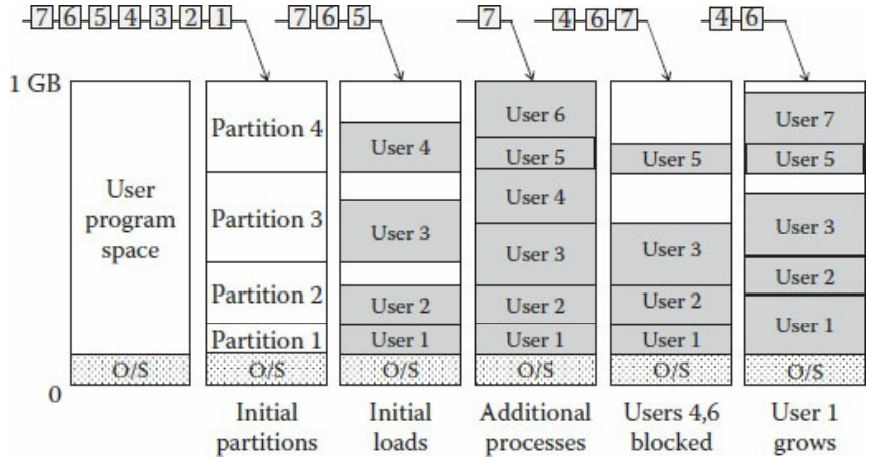 7 6 5 4 3 2 1
7 6 5
7
4 6 7
4 6
1 GB
0
User
program
space
O/S
Partition 4
Partition 3
Partition 2
Partition 1
O/S
Initial
partitions
User 4
User 3
User 2
User 1
O/S
Initial
loads
User 6
User 5
User 4
User 3
User 2
User 1
O/S
Additional
processes
User 5
User 3
User 2
User 1
O/S
Users 4,6
blocked
User 7
User 5
User 3
User 2
User 1
O/S
User 1
grows